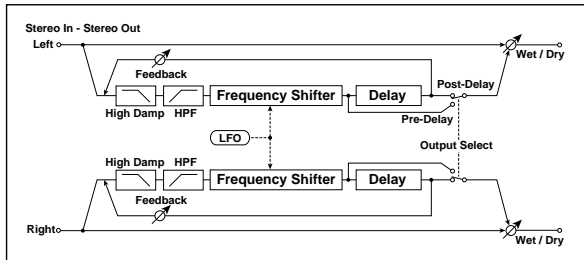 Stereo In - Stereo Out
Left
Wet / Dry
Feedback
Post-Delay
Frequency Shifter
Delay
High Damp
HPF
Pre-Delay
LFO
Output Select
High Damp
HPF
Frequency Shifter
Delay
Feedback
Right
Wet / Dry